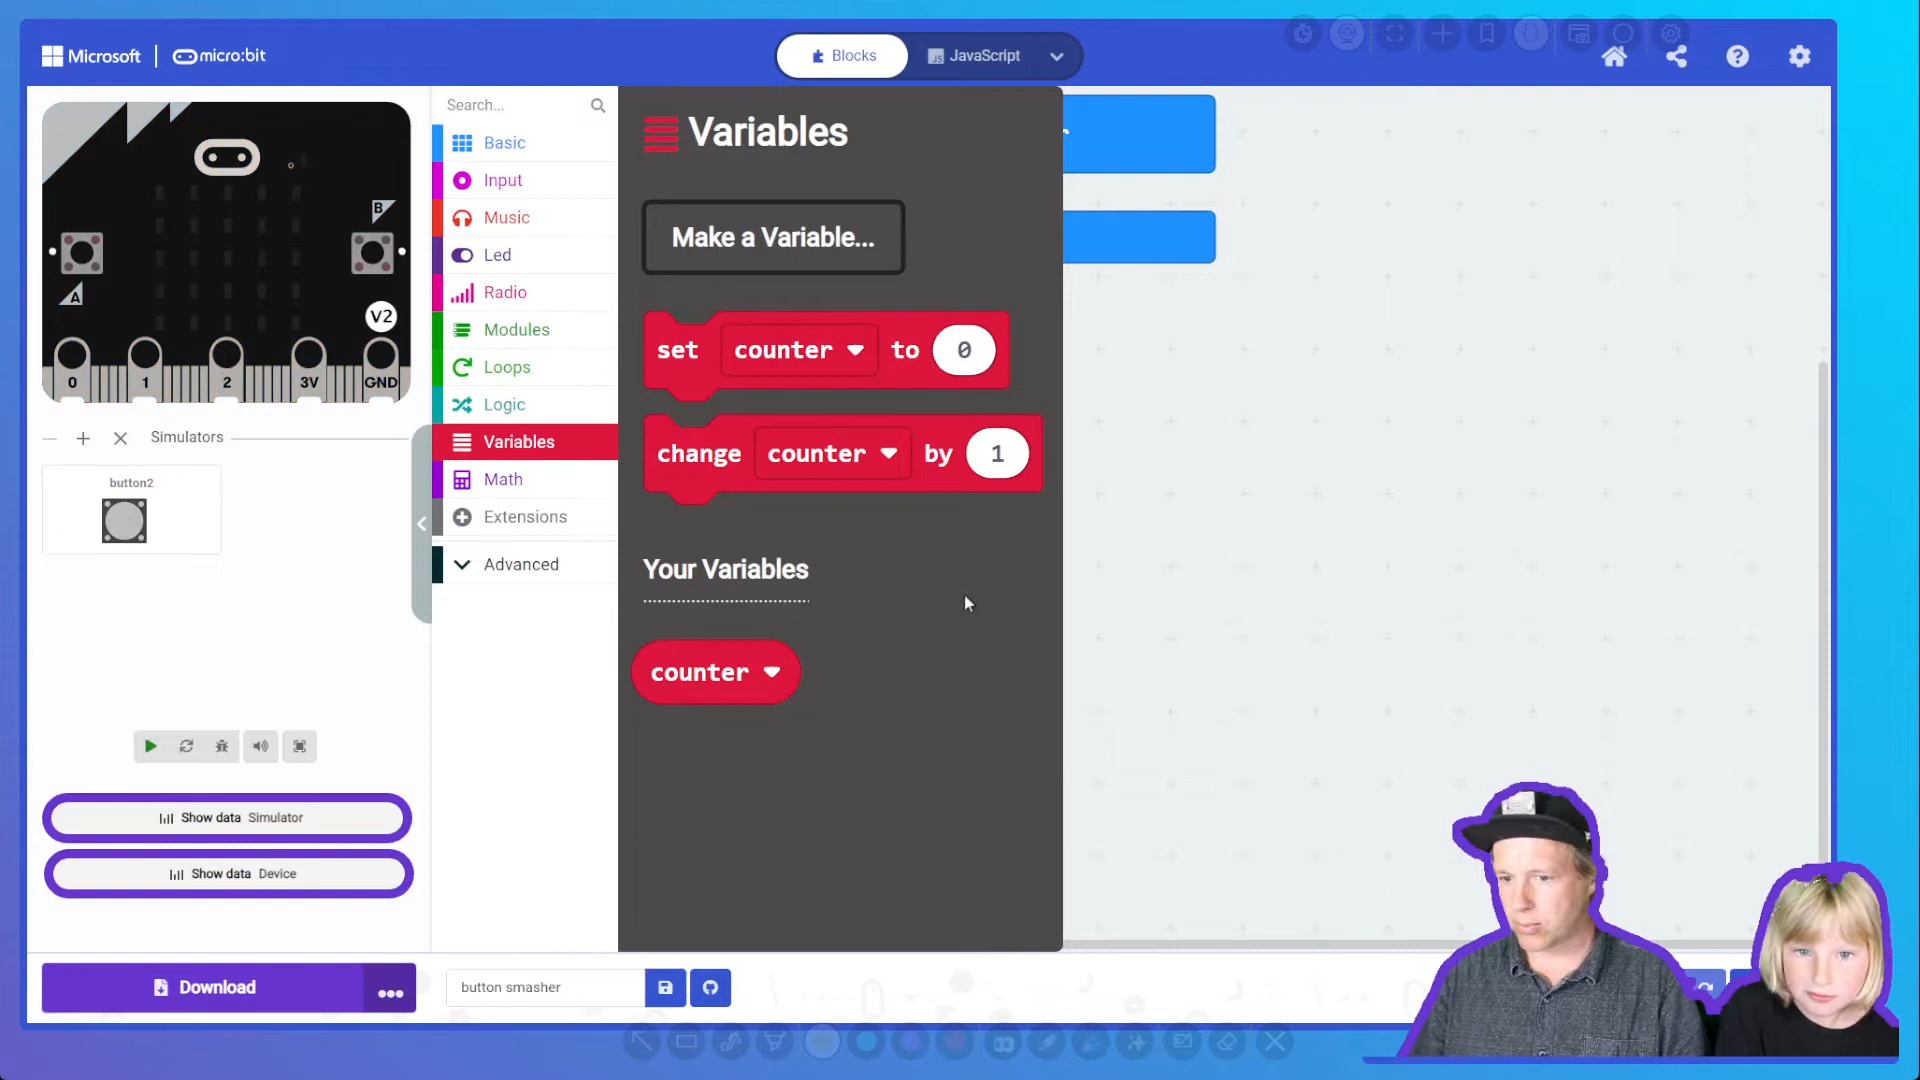 Microsoft
micro:bit
Blocks
JavaScript
Search...
Basic
Input
Music
Led
Radio
Modules
Loops
Logic
Variables
Math
Extensions
Advanced
Variables
Make a Variable...
set counter to 0
change counter by 1
Your Variables
counter
B
A
V2
0 1 2 3V GND
Simulators
button2
Show data Simulator
Show data Device
Download
button smasher